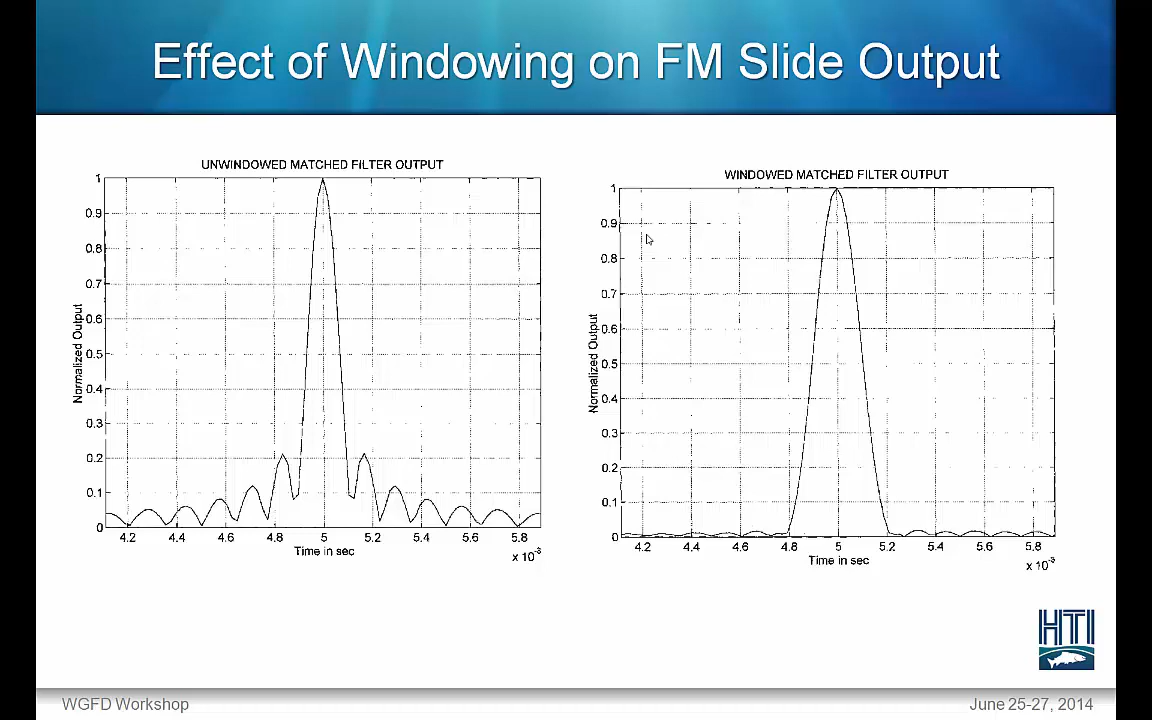 Effect of Windowing on FM Slide Output
UNWINDOWED MATCHED FILTER OUTPUT
1
0.9
0.8
0.7
0.6
0.5
0.4
0.3
0.2
0.1
0
Normalized Output
4.2 4.4 4.6 4.8 5 5.2 5.4 5.6 5.8
Time in sec
x 10-3
WINDOWED MATCHED FILTER OUTPUT
1
0.9
0.8
0.7
0.6
0.5
0.4
0.3
0.2
0.1
0
Normalized Output
4.2 4.4 4.6 4.8 5 5.2 5.4 5.6 5.8
Time in sec
x 10-3
HTI
WGFD Workshop
June 25-27, 2014